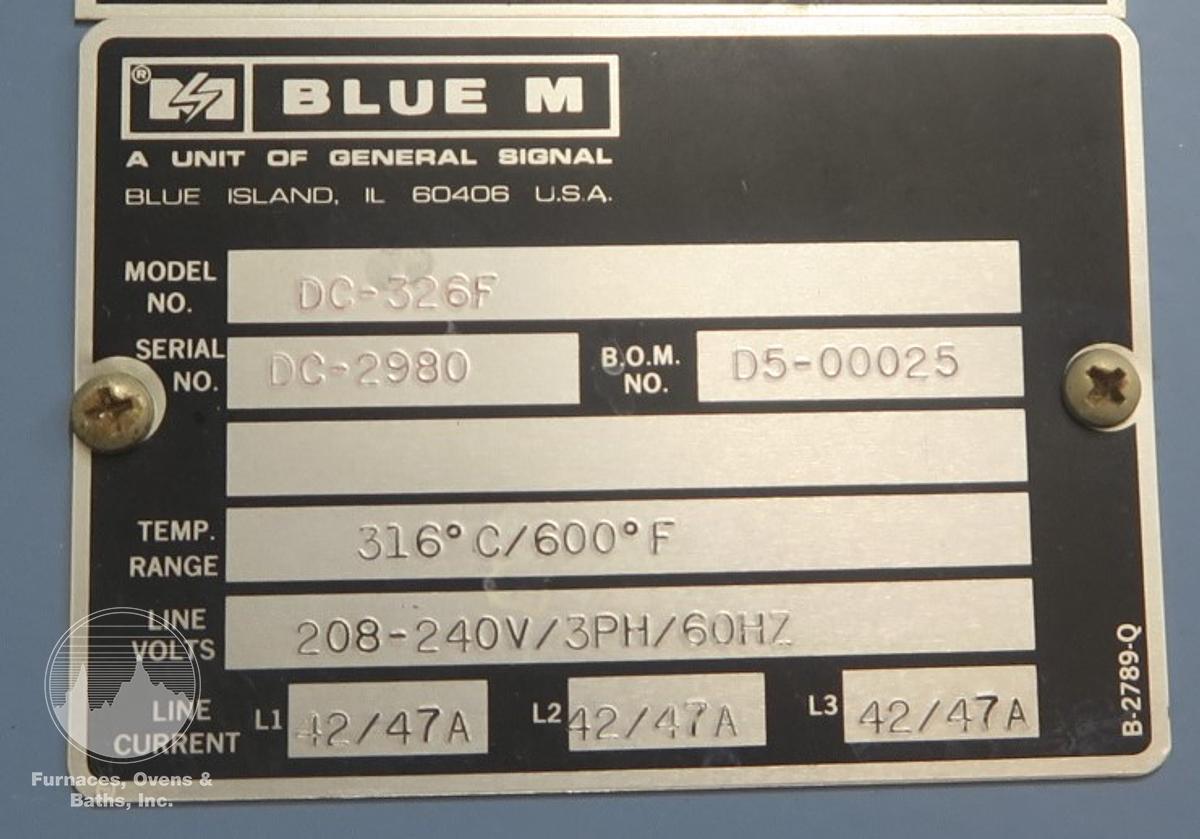 ® BLUE M
A UNIT OF GENERAL SIGNAL
BLUE ISLAND, IL 60406 U.S.A.
MODEL NO. DC-326F
SERIAL NO. DC-2980 B.O.M. NO. D5-00025
TEMP. RANGE 316°C/600°F
LINE VOLTS 208-240V/3PH/60HZ
LINE CURRENT L1 42/47A L2 42/47A L3 42/47A
B-2789-Q
Furnaces, Ovens &
Baths, Inc.